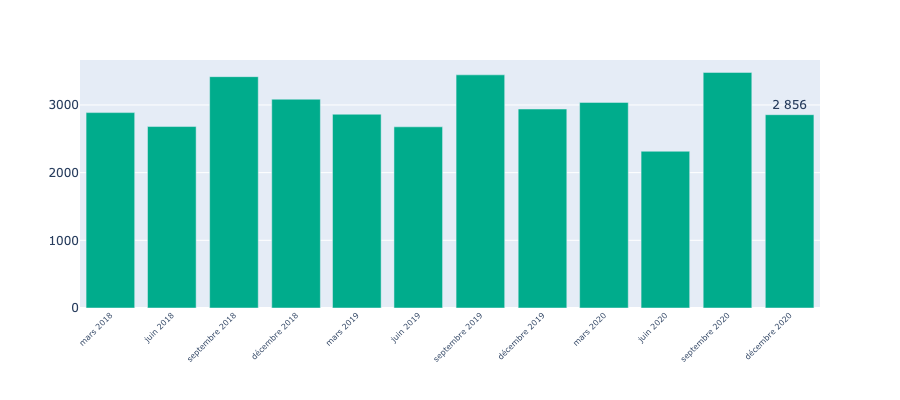 3000
2000
1000
0
2 856
mars 2018
juin 2018
septembre 2018
décembre 2018
mars 2019
juin 2019
septembre 2019
décembre 2019
mars 2020
juin 2020
septembre 2020
décembre 2020